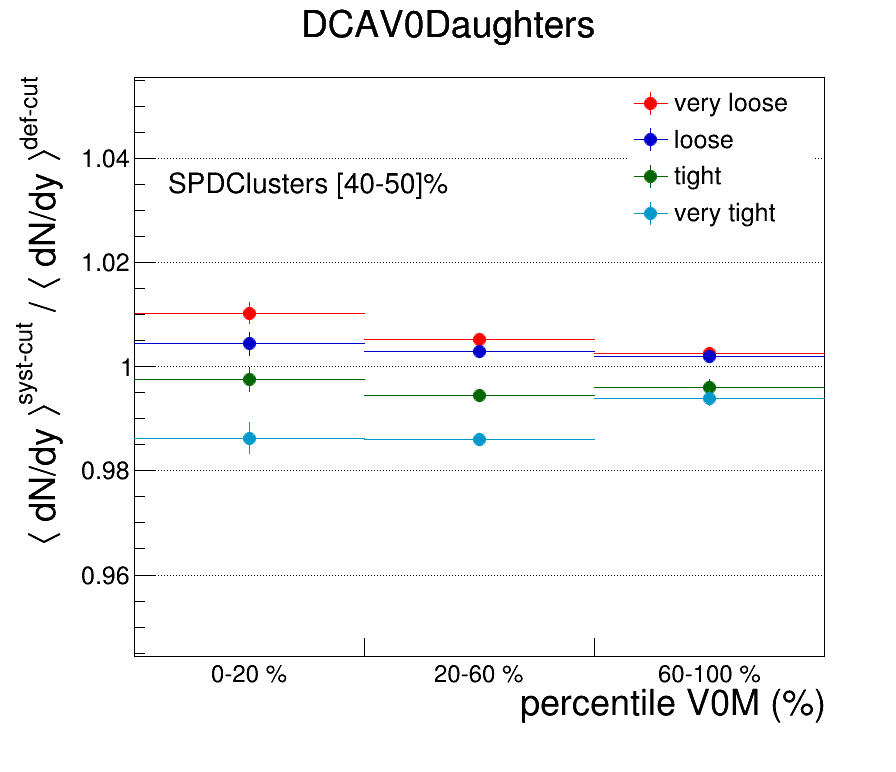 DCAV0Daughters
⟨ dN/dy ⟩^syst-cut / ⟨ dN/dy ⟩^def-cut
very loose
loose
tight
very tight
SPDClusters [40-50]%
1.04
1.02
1
0.98
0.96
0-20 % 20-60 % 60-100 %
percentile V0M (%)